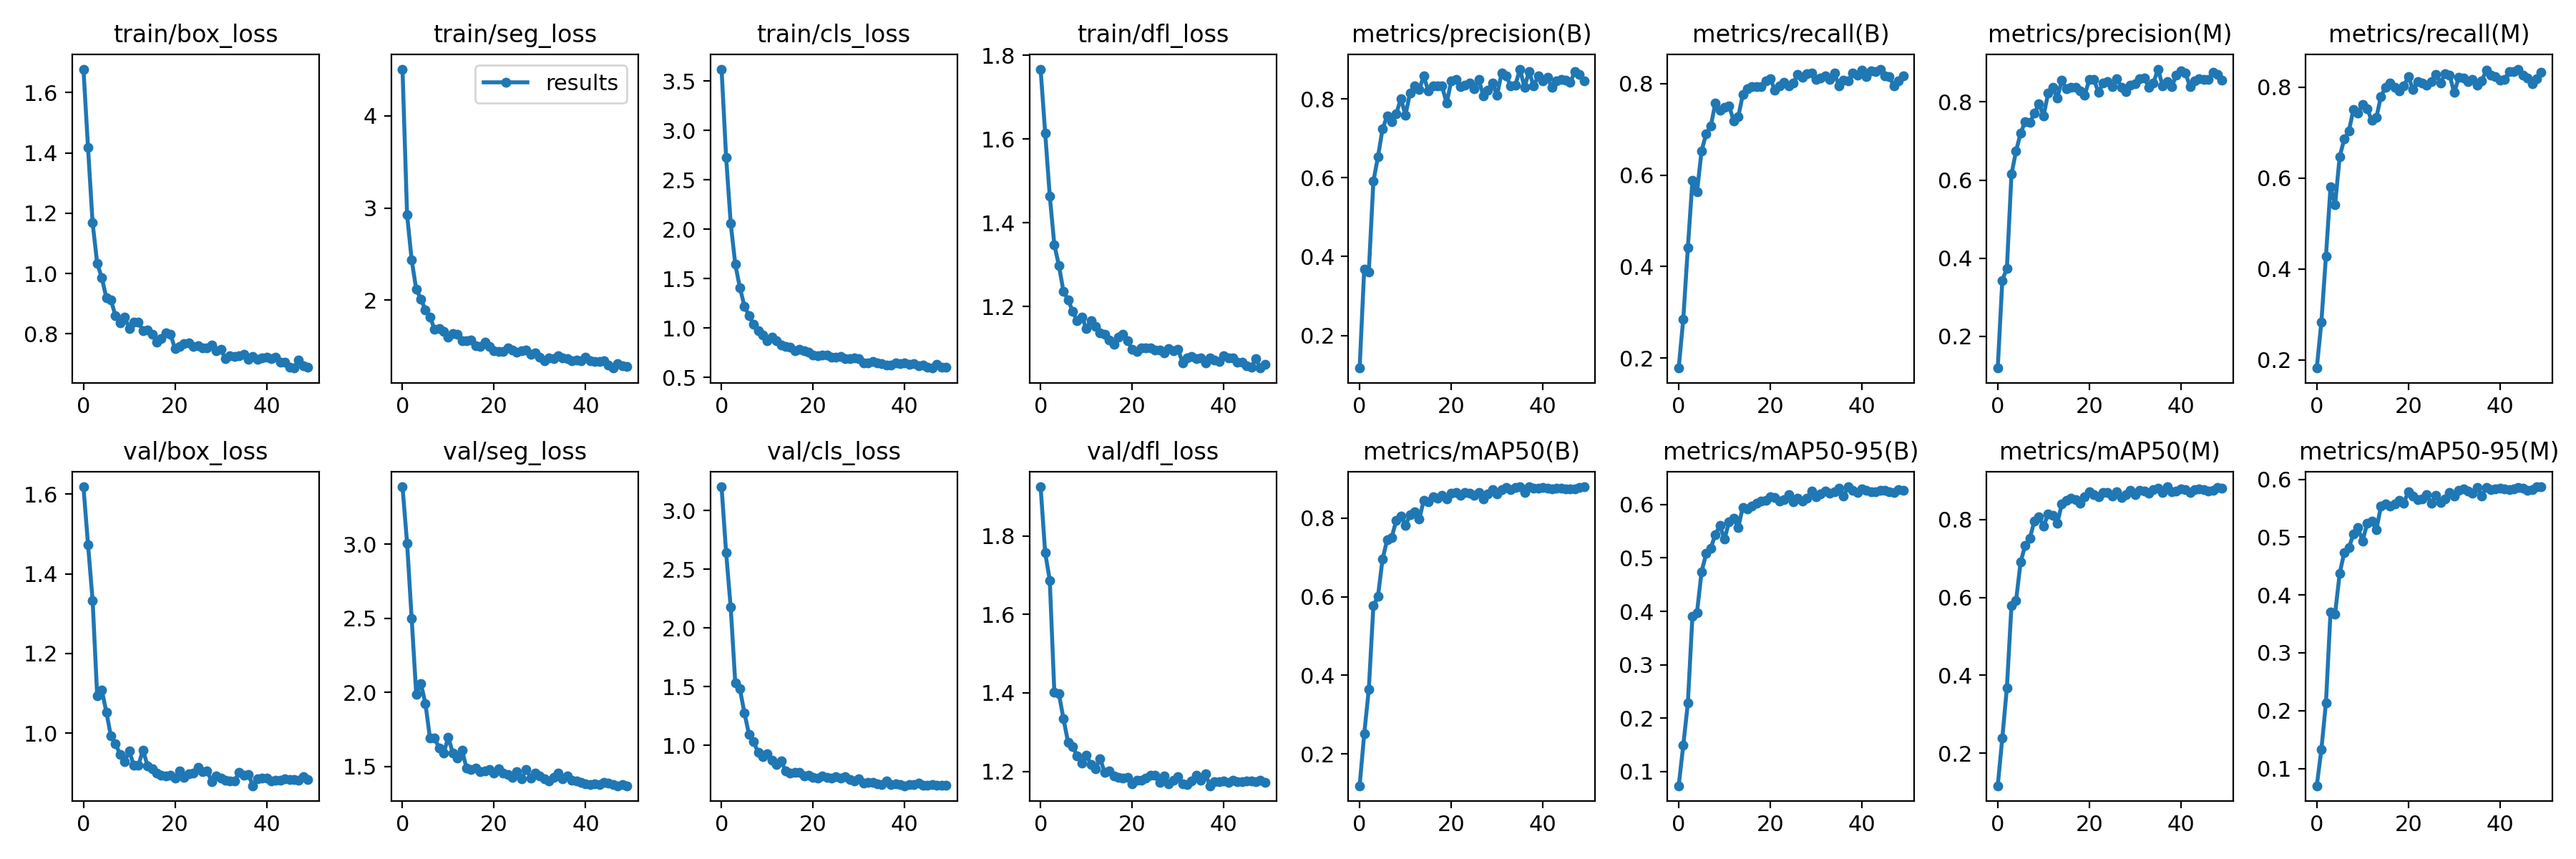 train/box_loss
1.6
1.4
1.2
1.0
0.8
0 20 40
train/seg_loss
results
4
3
2
0 20 40
train/cls_loss
3.5
3.0
2.5
2.0
1.5
1.0
0.5
0 20 40
train/dfl_loss
1.8
1.6
1.4
1.2
0 20 40
metrics/precision(B)
0.8
0.6
0.4
0.2
0 20 40
metrics/recall(B)
0.8
0.6
0.4
0.2
0 20 40
metrics/precision(M)
0.8
0.6
0.4
0.2
0 20 40
metrics/recall(M)
0.8
0.6
0.4
0.2
0 20 40
val/box_loss
1.6
1.4
1.2
1.0
0 20 40
val/seg_loss
3.0
2.5
2.0
1.5
0 20 40
val/cls_loss
3.0
2.5
2.0
1.5
1.0
0 20 40
val/dfl_loss
1.8
1.6
1.4
1.2
0 20 40
metrics/mAP50(B)
0.8
0.6
0.4
0.2
0 20 40
metrics/mAP50-95(B)
0.6
0.5
0.4
0.3
0.2
0.1
0 20 40
metrics/mAP50(M)
0.8
0.6
0.4
0.2
0 20 40
metrics/mAP50-95(M)
0.6
0.5
0.4
0.3
0.2
0.1
0 20 40